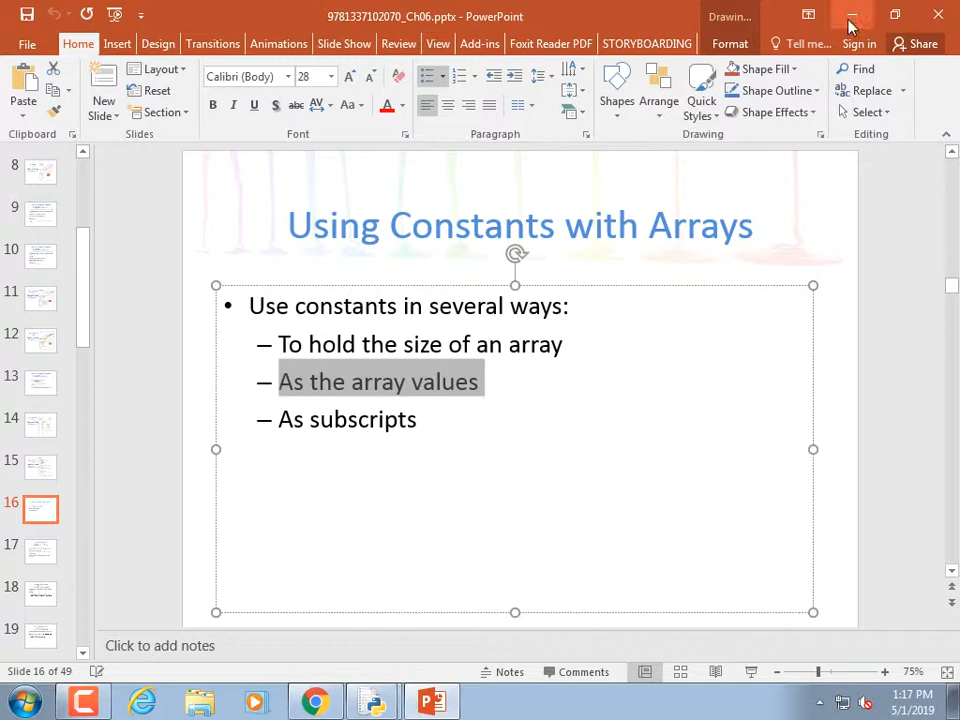 9781337102070_Ch06.pptx - PowerPoint
Drawin...
File
Home
Insert
Design
Transitions
Animations
Slide Show
Review
View
Add-ins
Foxit Reader PDF
STORYBOARDING
Format
Tell me...
Sign in
Share
Paste
Clipboard
New Slide
Layout
Reset
Section
Slides
Calibri (Body)
28
B I U S abc AV Aa A
Font
Paragraph
Shapes
Arrange
Quick Styles
Shape Fill
Shape Outline
Shape Effects
Drawing
Find
Replace
Select
Editing
8
9
10
11
12
13
14
15
16
17
18
19
Using Constants with Arrays
• Use constants in several ways:
– To hold the size of an array
– As the array values
– As subscripts
Click to add notes
Slide 16 of 49
Notes
Comments
75%
1:17 PM
5/1/2019